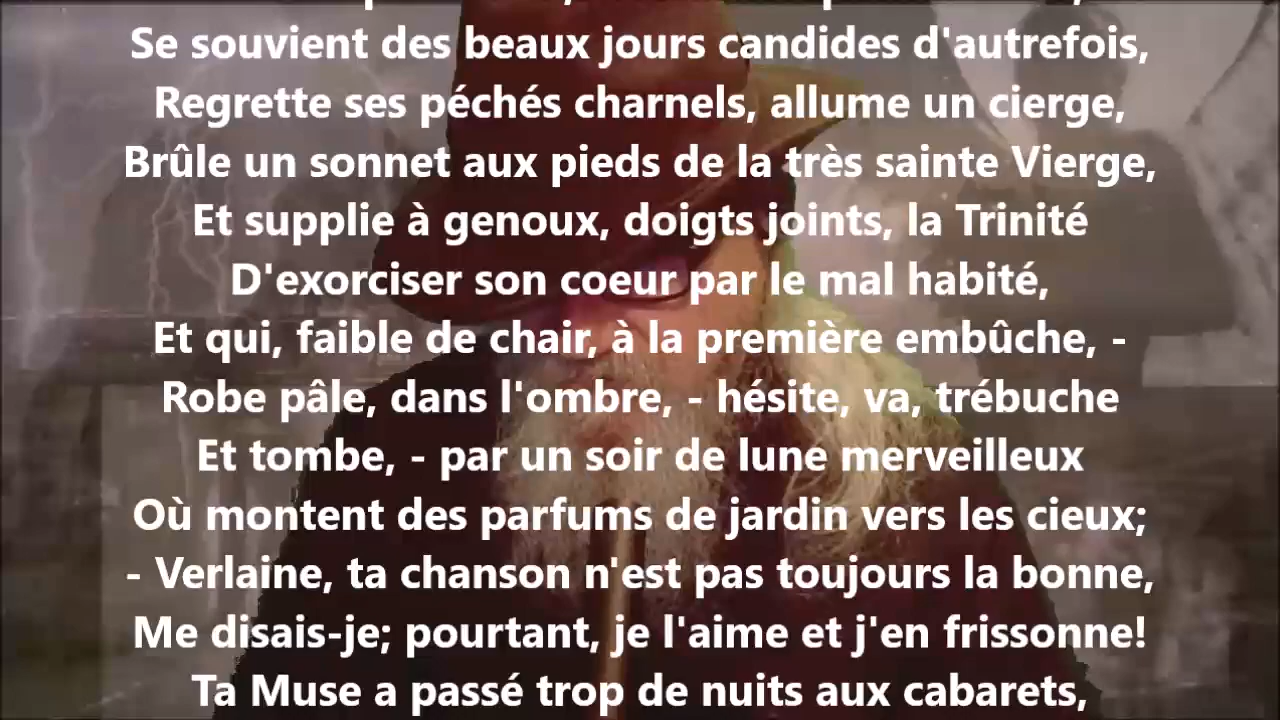 Se souvient des beaux jours candides d'autrefois,
Regrette ses péchés charnels, allume un cierge,
Brûle un sonnet aux pieds de la très sainte Vierge,
Et supplie à genoux, doigts joints, la Trinité
D'exorciser son coeur par le mal habité,
Et qui, faible de chair, à la première embûche, -
Robe pâle, dans l'ombre, - hésite, va, trébuche
Et tombe, - par un soir de lune merveilleux
Où montent des parfums de jardin vers les cieux;
- Verlaine, ta chanson n'est pas toujours la bonne,
Me disais-je; pourtant, je l'aime et j'en frissonne!
Ta Muse a passé trop de nuits aux cabarets,